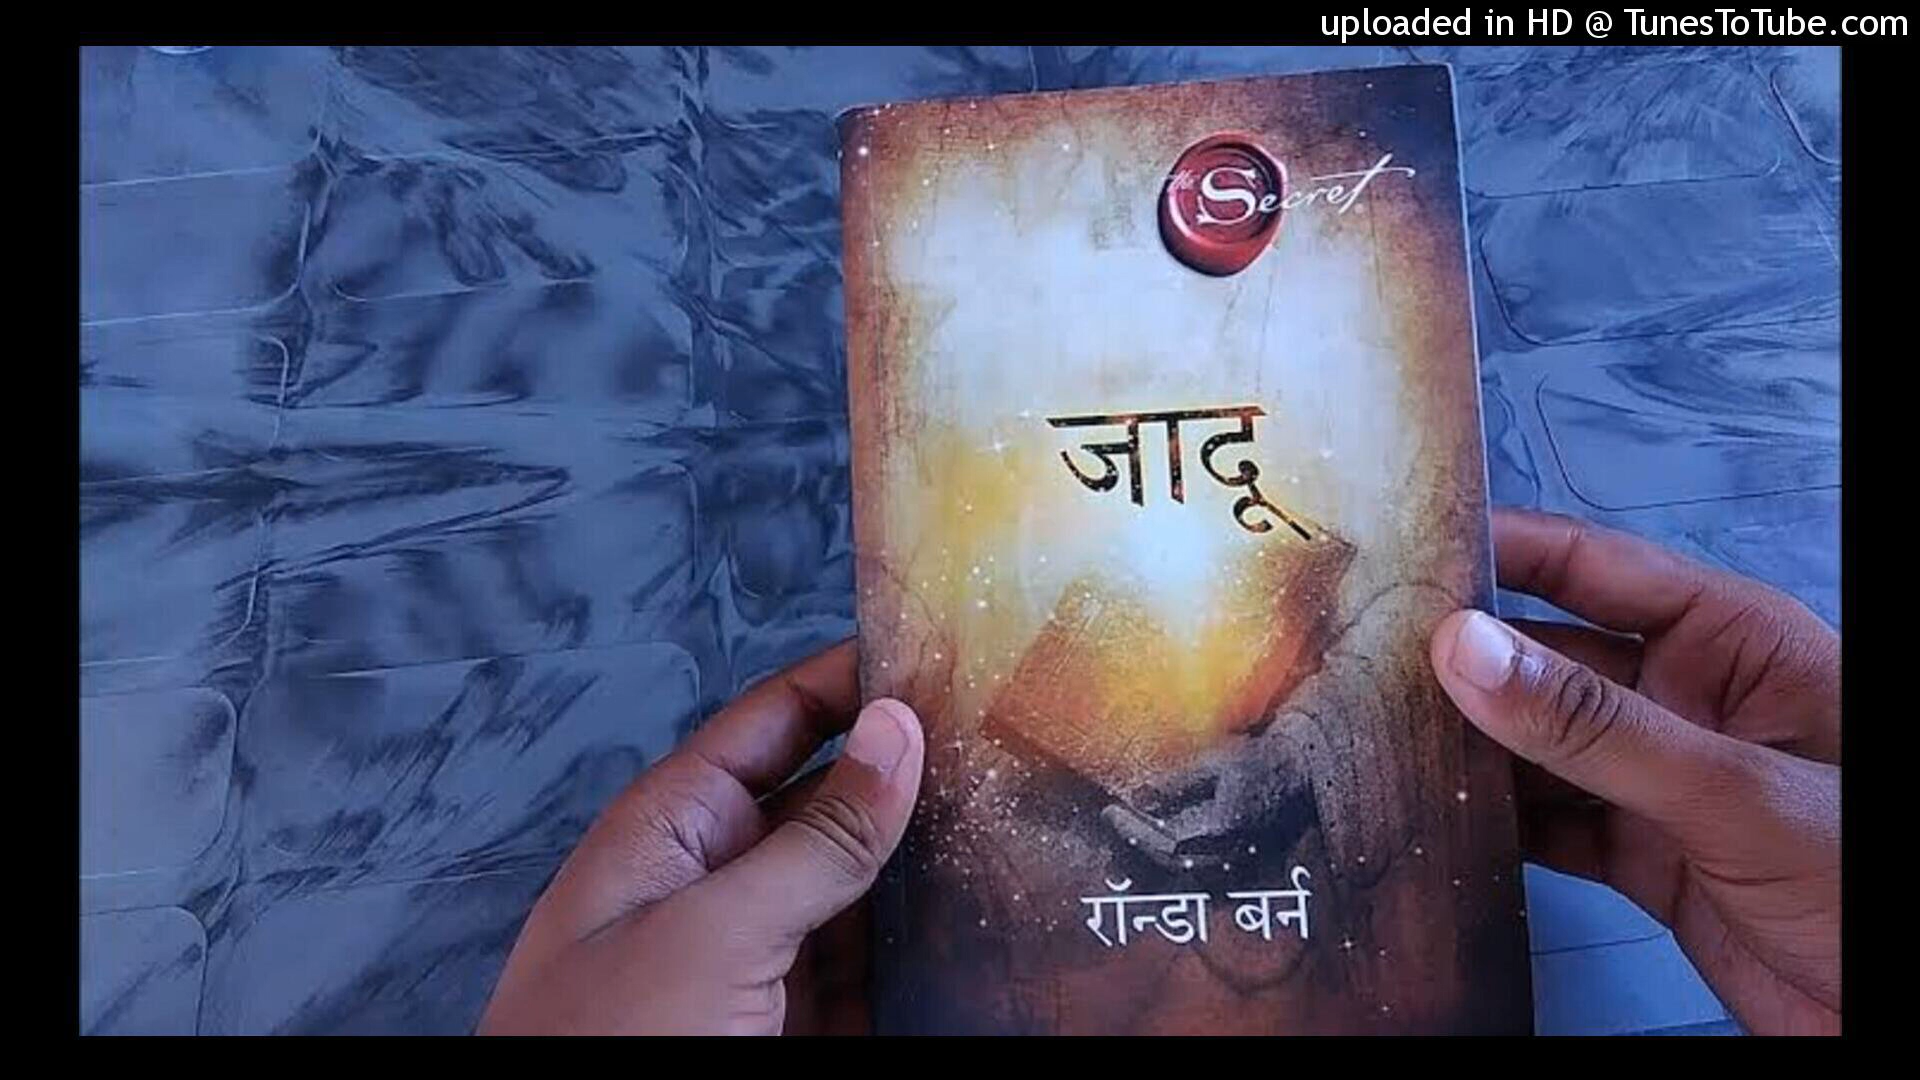 uploaded in HD @ TunesToTube.com
the Secret
जादू
रॉन्डा बर्न